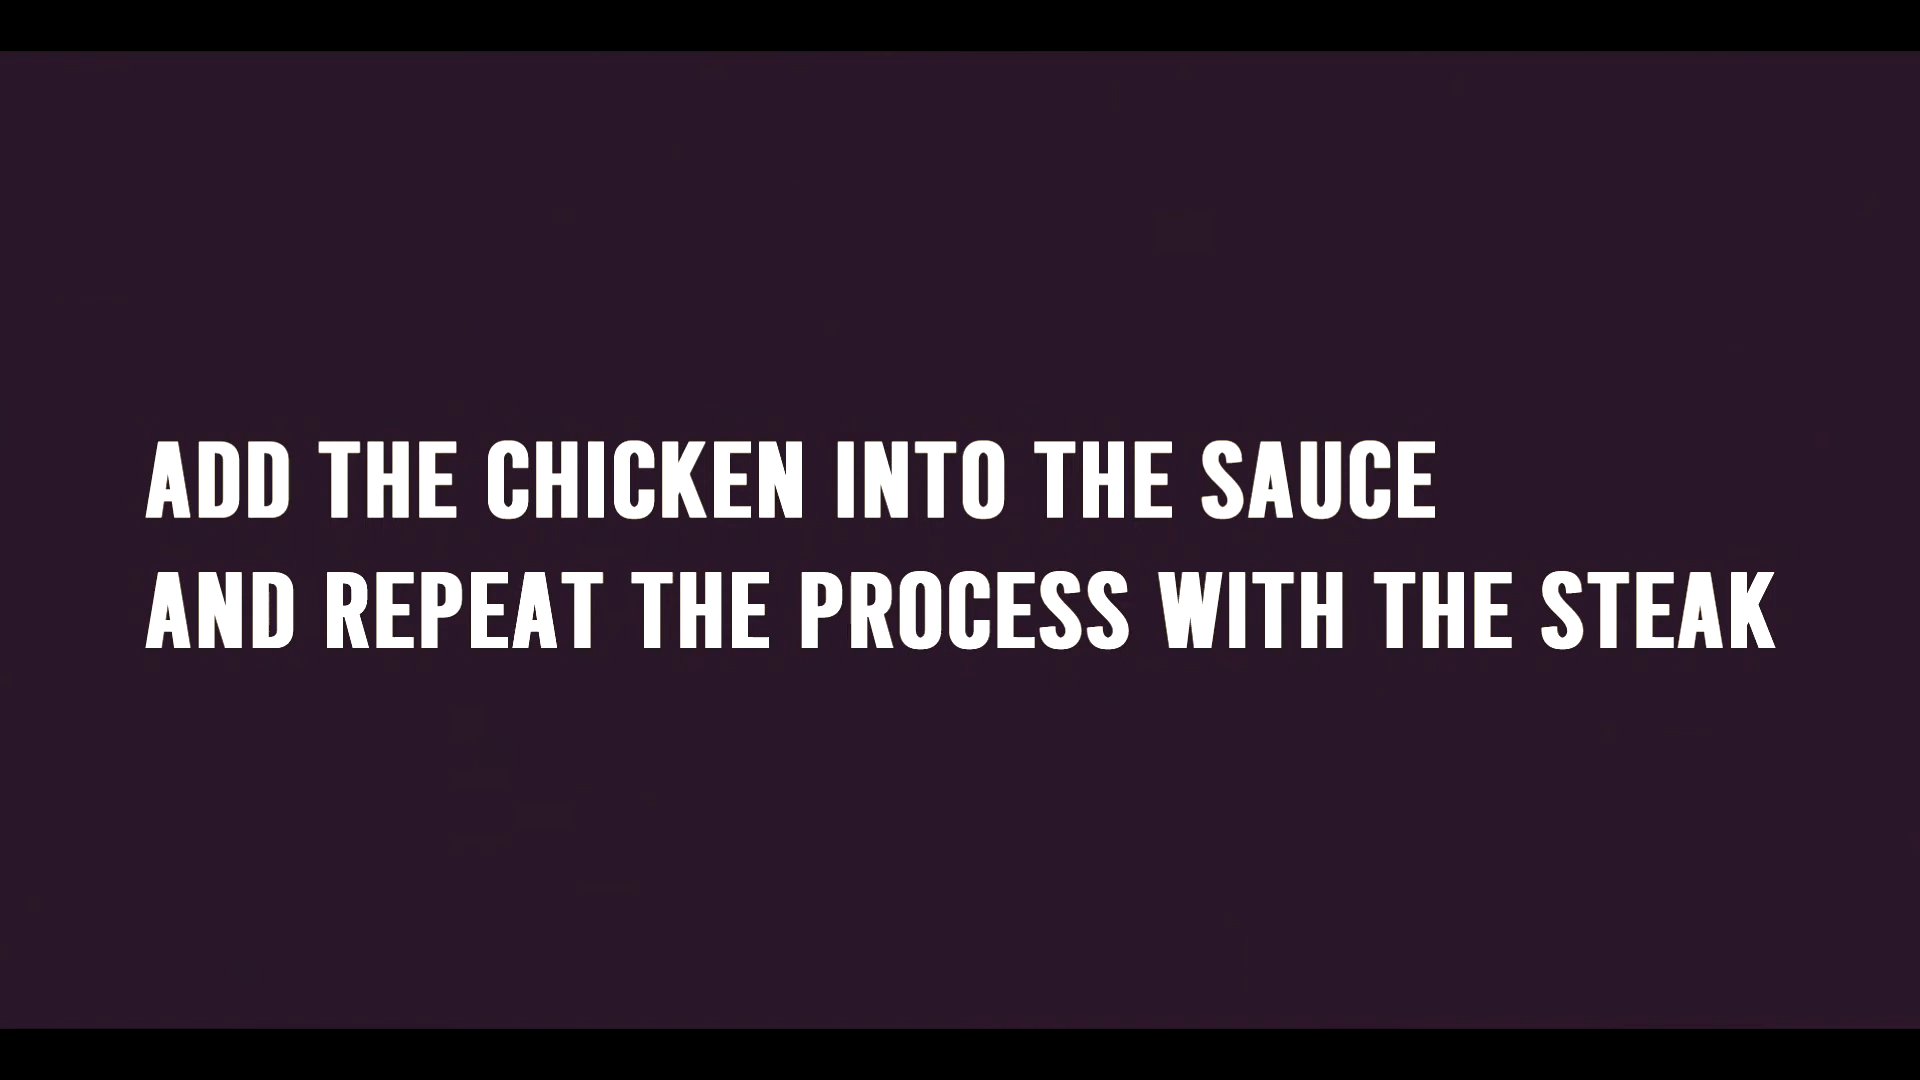 ADD THE CHICKEN INTO THE SAUCE
AND REPEAT THE PROCESS WITH THE STEAK